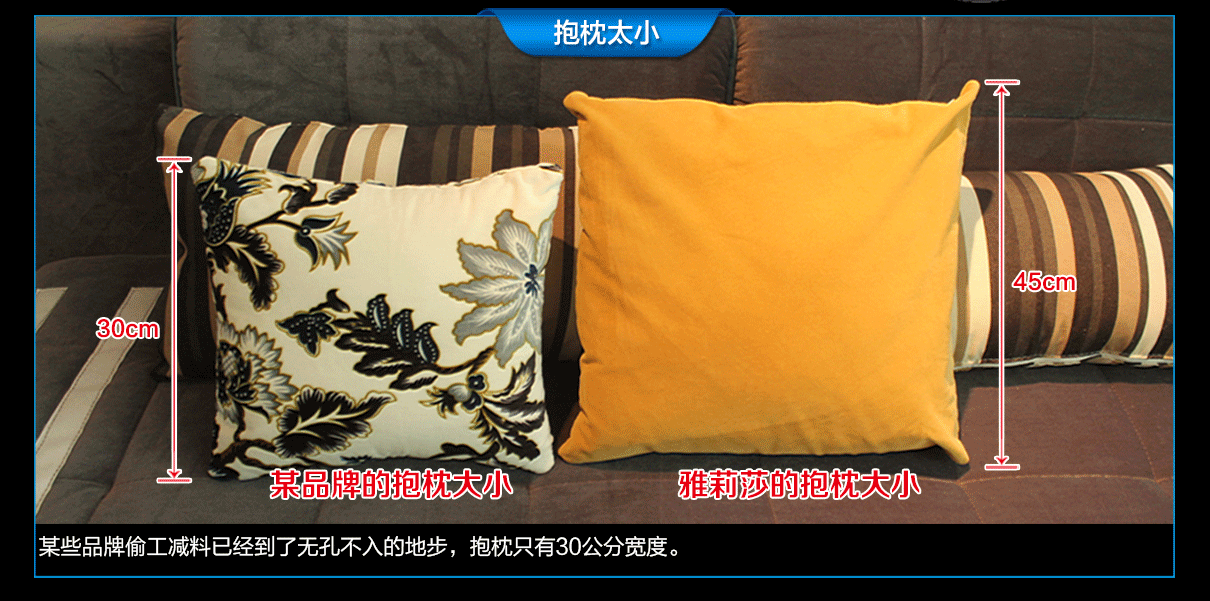 抱枕太小
45cm
30cm
某品牌的抱枕大小
雅莉莎的抱枕大小
某些品牌偷工减料已经到了无孔不入的地步，抱枕只有30公分宽度。